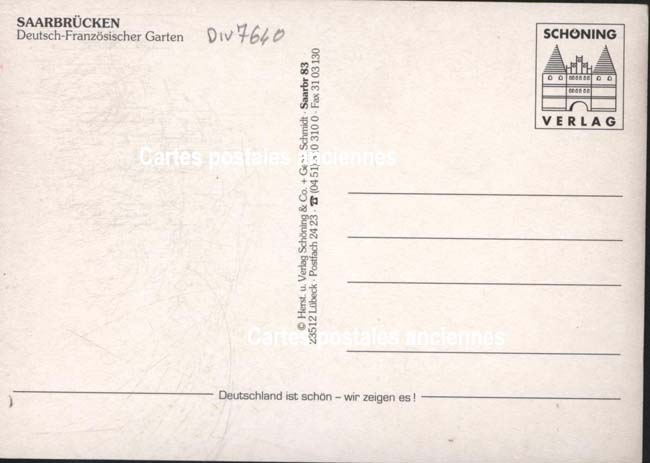 SAARBRÜCKEN
Deutsch-Französischer Garten
DIV7640
SCHÖNING
VERLAG
Cartes postales anciennes
© Herst. u. Verlag Schöning & Co. + Schmidt · Saarbr 83
23512 Lübeck · Postfach 24 23 · ☎ (04 51) 0 310 0 · Fax 31 03 130
Cartes postales anciennes
Deutschland ist schön – wir zeigen es!